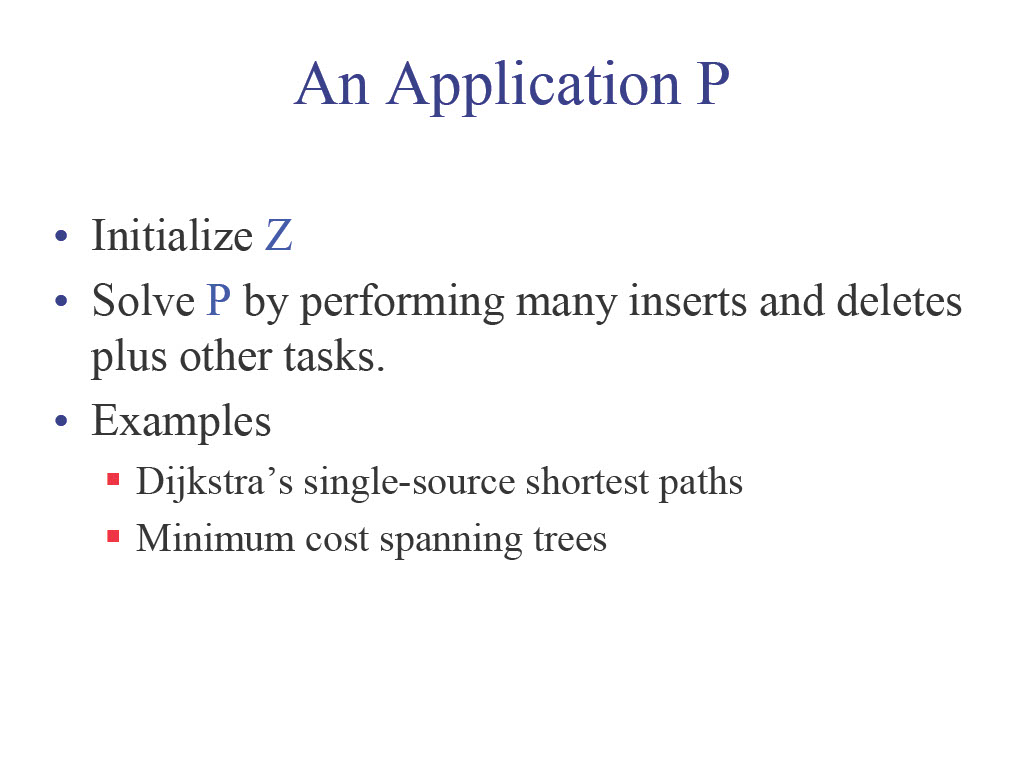 An Application P
• Initialize Z
• Solve P by performing many inserts and deletes
plus other tasks.
• Examples
▪ Dijkstra’s single-source shortest paths
▪ Minimum cost spanning trees